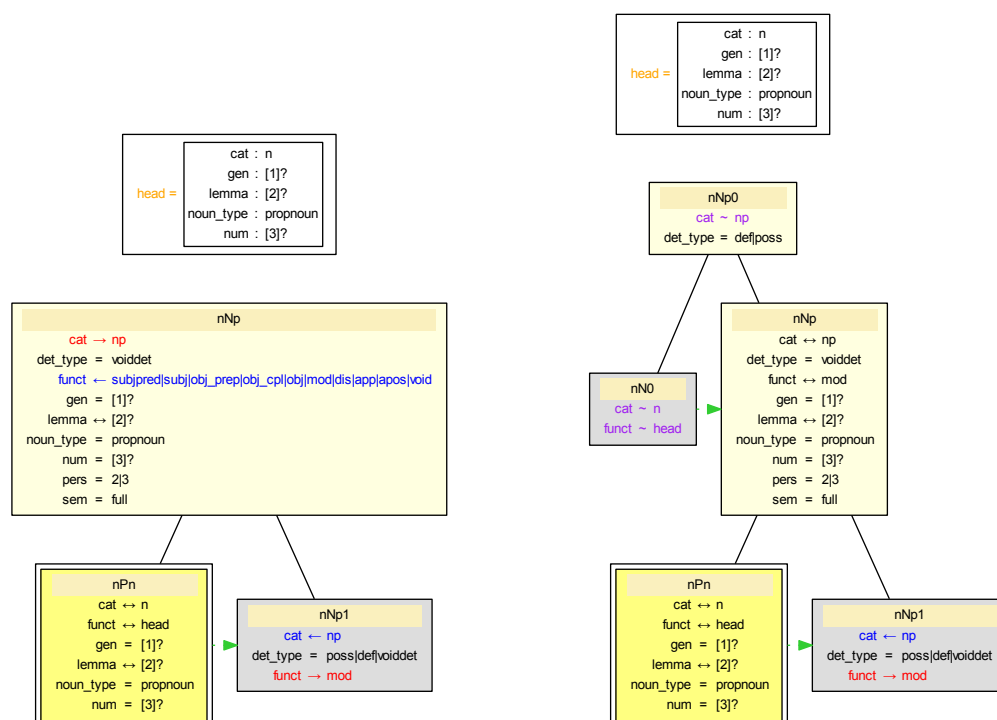 cat : n
gen : [1]?
head = lemma : [2]?
noun_type : propnoun
num : [3]?
nNp
cat → np
det_type = voiddet
funct ← subjpred|subj|obj_prep|obj_cpl|obj|mod|dis|app|apos|void
gen = [1]?
lemma ↔ [2]?
noun_type = propnoun
num = [3]?
pers = 2|3
sem = full
nPn
cat ↔ n
funct ↔ head
gen = [1]?
lemma ↔ [2]?
noun_type = propnoun
num = [3]?
nNp1
cat ← np
det_type = poss|def|voiddet
funct → mod
cat : n
gen : [1]?
head = lemma : [2]?
noun_type : propnoun
num : [3]?
nNp0
cat ~ np
det_type = def|poss
nN0
cat ~ n
funct ~ head
nNp
cat ↔ np
det_type = voiddet
funct ↔ mod
gen = [1]?
lemma ↔ [2]?
noun_type = propnoun
num = [3]?
pers = 2|3
sem = full
nPn
cat ↔ n
funct ↔ head
gen = [1]?
lemma ↔ [2]?
noun_type = propnoun
num = [3]?
nNp1
cat ← np
det_type = poss|def|voiddet
funct → mod